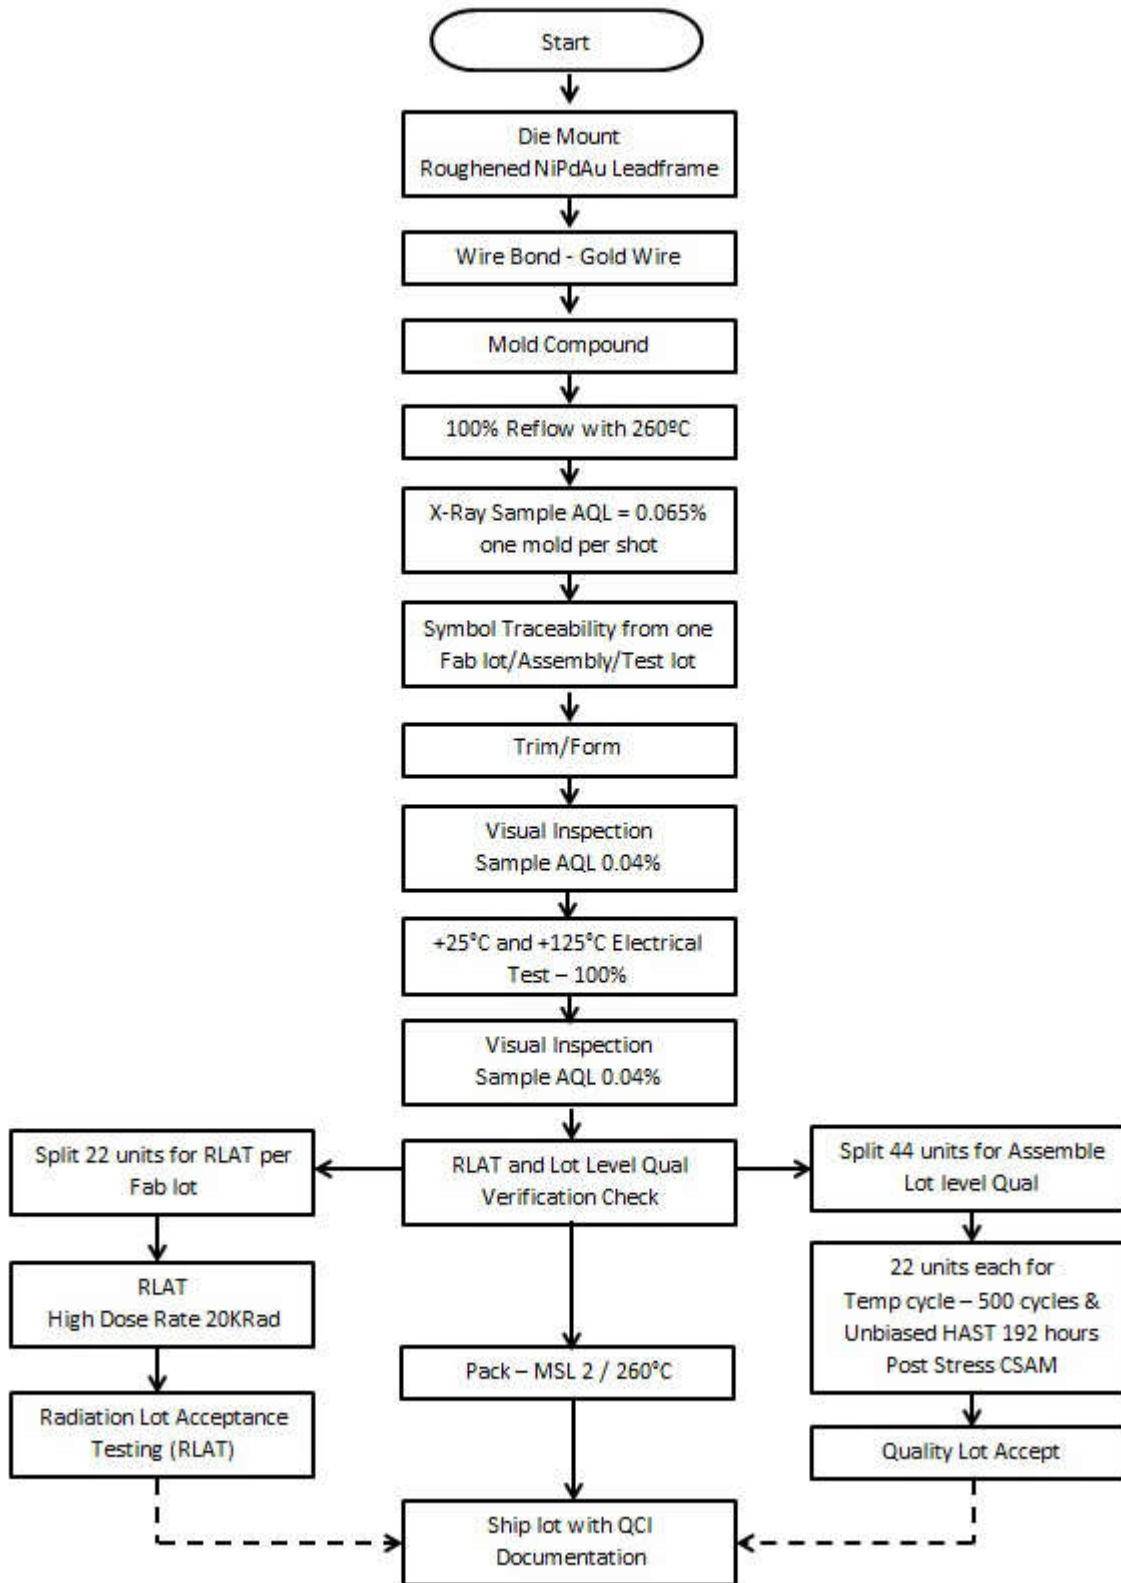 Start
Die Mount
Roughened NiPdAu Leadframe
Wire Bond - Gold Wire
Mold Compound
100% Reflow with 260ºC
X-Ray Sample AQL = 0.065%
one mold per shot
Symbol Traceability from one
Fab lot/Assembly/Test lot
Trim/Form
Visual Inspection
Sample AQL 0.04%
+25°C and +125°C Electrical
Test – 100%
Visual Inspection
Sample AQL 0.04%
RLAT and Lot Level Qual
Verification Check
Split 22 units for RLAT per
Fab lot
RLAT
High Dose Rate 20KRad
Radiation Lot Acceptance
Testing (RLAT)
Pack – MSL 2 / 260°C
Split 44 units for Assemble
Lot level Qual
22 units each for
Temp cycle – 500 cycles &
Unbiased HAST 192 hours
Post Stress CSAM
Quality Lot Accept
Ship lot with QCI
Documentation